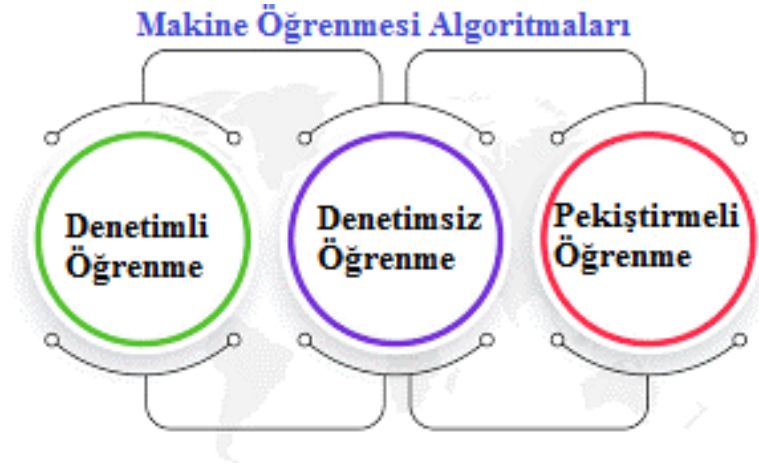 Makine Öğrenmesi Algoritmaları
Denetimli
Öğrenme
Denetimsiz
Öğrenme
Pekiştirmeli
Öğrenme